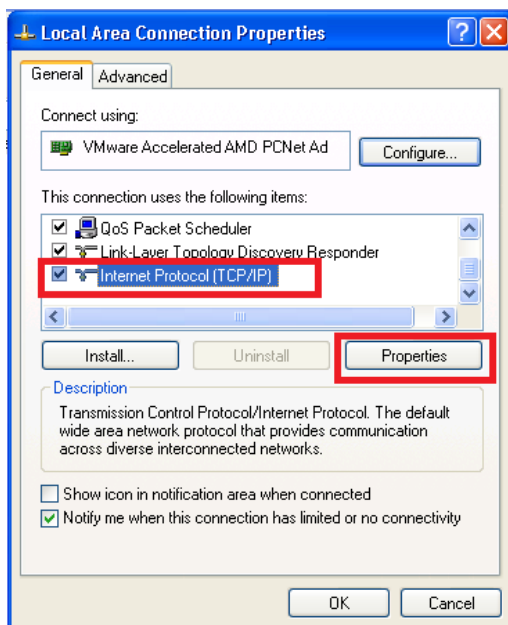 Local Area Connection Properties
General Advanced
Connect using:
VMware Accelerated AMD PCNet Ad Configure...
This connection uses the following items:
QoS Packet Scheduler
Link-Layer Topology Discovery Responder
Internet Protocol (TCP/IP)
Install... Uninstall Properties
Description
Transmission Control Protocol/Internet Protocol. The default
wide area network protocol that provides communication
across diverse interconnected networks.
Show icon in notification area when connected
Notify me when this connection has limited or no connectivity
OK Cancel